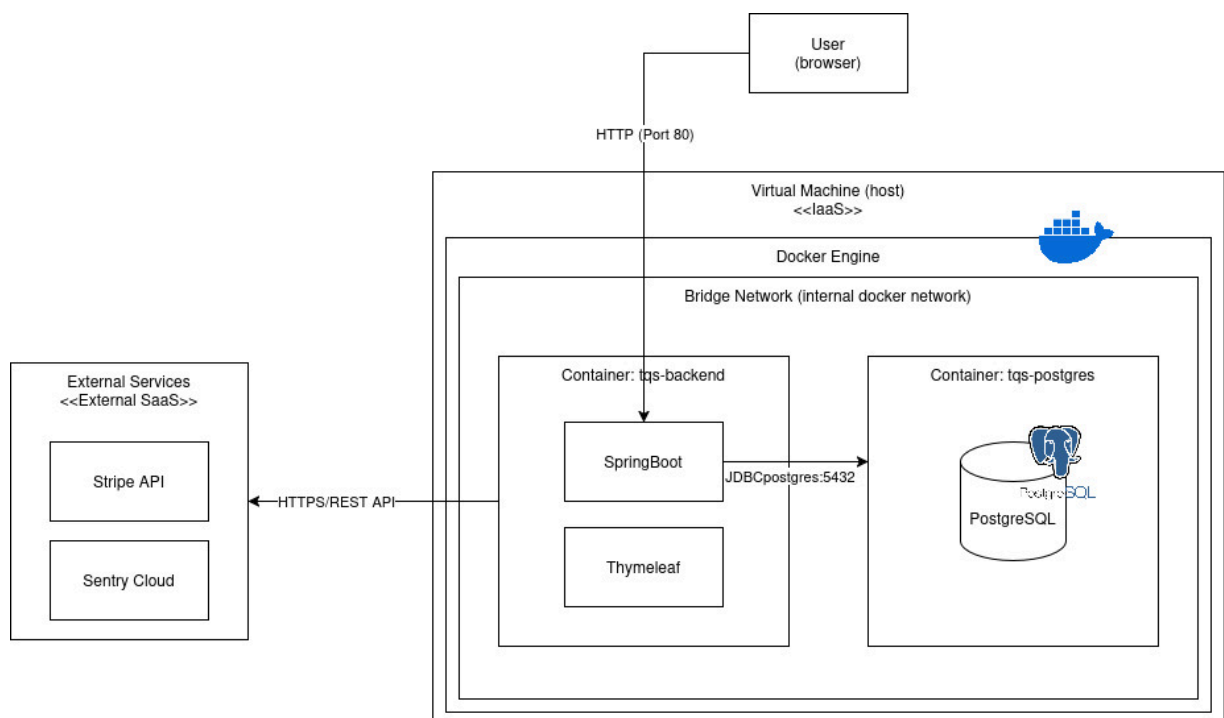 User
(browser)
HTTP (Port 80)
Virtual Machine (host)
<<IaaS>>
Docker Engine
Bridge Network (internal docker network)
External Services
<<External SaaS>>
Stripe API
Sentry Cloud
HTTPS/REST API
Container: tqs-backend
SpringBoot
Thymeleaf
JDBCpostgres:5432
Container: tqs-postgres
PostgreSQL
PostgreSQL